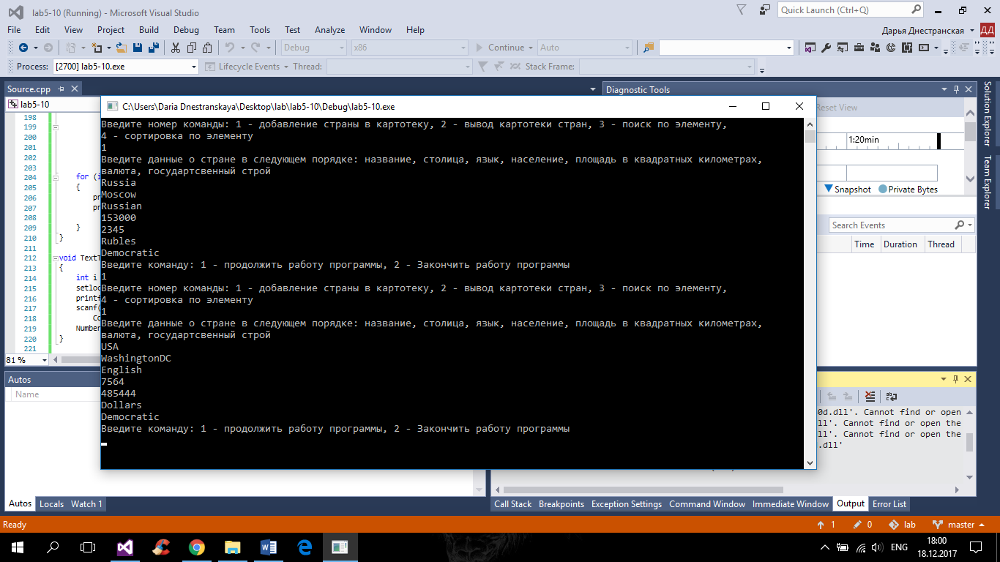 lab5-10 (Running) - Microsoft Visual Studio
Quick Launch (Ctrl+Q)
File Edit View Project Build Debug Team Tools Test Analyze Window Help
Дарья Днестранская ДД
Debug x86 Continue Auto
Process: [2700] lab5-10.exe Lifecycle Events Thread: Stack Frame:
Source.cpp
Diagnostic Tools
lab5-10
C:\Users\Daria Dnestranskaya\Desktop\lab\lab5-10\Debug\lab5-10.exe
Reset View
Введите номер команды: 1 - добавление страны в картотеку, 2 - вывод картотеки стран, 3 - поиск по элементу,
4 - сортировка по элементу
1
Введите данные о стране в следующем порядке: название, столица, язык, население, площадь в квадратных километрах,
валюта, государтсвенный строй
Russia
Moscow
Russian
153000
2345
Rubles
Democratic
Введите команду: 1 - продолжить работу программы, 2 - Закончить работу программы
1
Введите номер команды: 1 - добавление страны в картотеку, 2 - вывод картотеки стран, 3 - поиск по элементу,
4 - сортировка по элементу
1
Введите данные о стране в следующем порядке: название, столица, язык, население, площадь в квадратных километрах,
валюта, государтсвенный строй
USA
WashingtonDC
English
7564
485444
Dollars
Democratic
Введите команду: 1 - продолжить работу программы, 2 - Закончить работу программы
198
199
200
201
202
203
204 for (i
205 {
206 pr
207 pr
208
209 }
210 }
211
212 void TextT
213 {
214 int i
215 setloc
216 printf
217 scanf(
218 Co
219 Number
220 }
221
81 %
1:20min
Snapshot Private Bytes
Search Events
Time Duration Thread
Solution Explorer
Team Explorer
Autos
Name
0d.dll'. Cannot find or open
ll'. Cannot find or open the
ll'. Cannot find or open the
.dll'
Autos Locals Watch 1
Call Stack Breakpoints Exception Settings Command Window Immediate Window Output Error List
Ready
1 0 lab master
ENG
18:00
18.12.2017